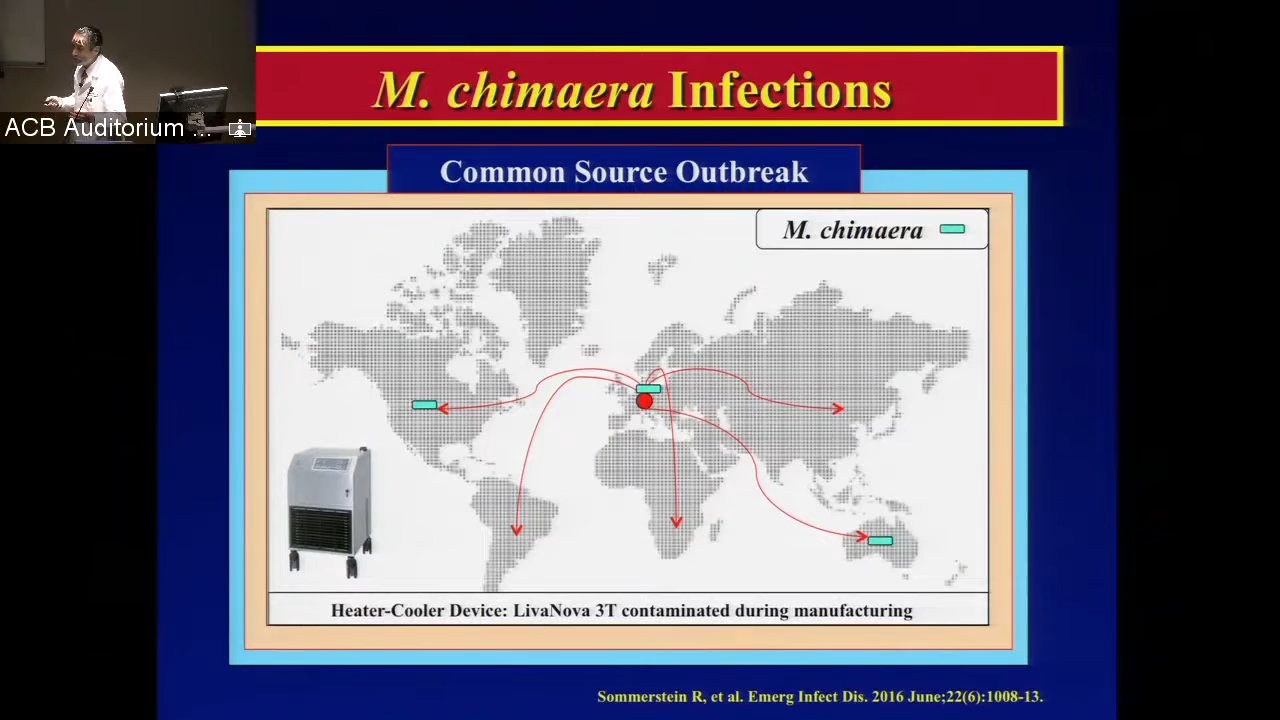 M. chimaera Infections
ACB Auditorium ...
Common Source Outbreak
M. chimaera
Heater-Cooler Device: LivaNova 3T contaminated during manufacturing
Sommerstein R, et al. Emerg Infect Dis. 2016 June;22(6):1008-13.